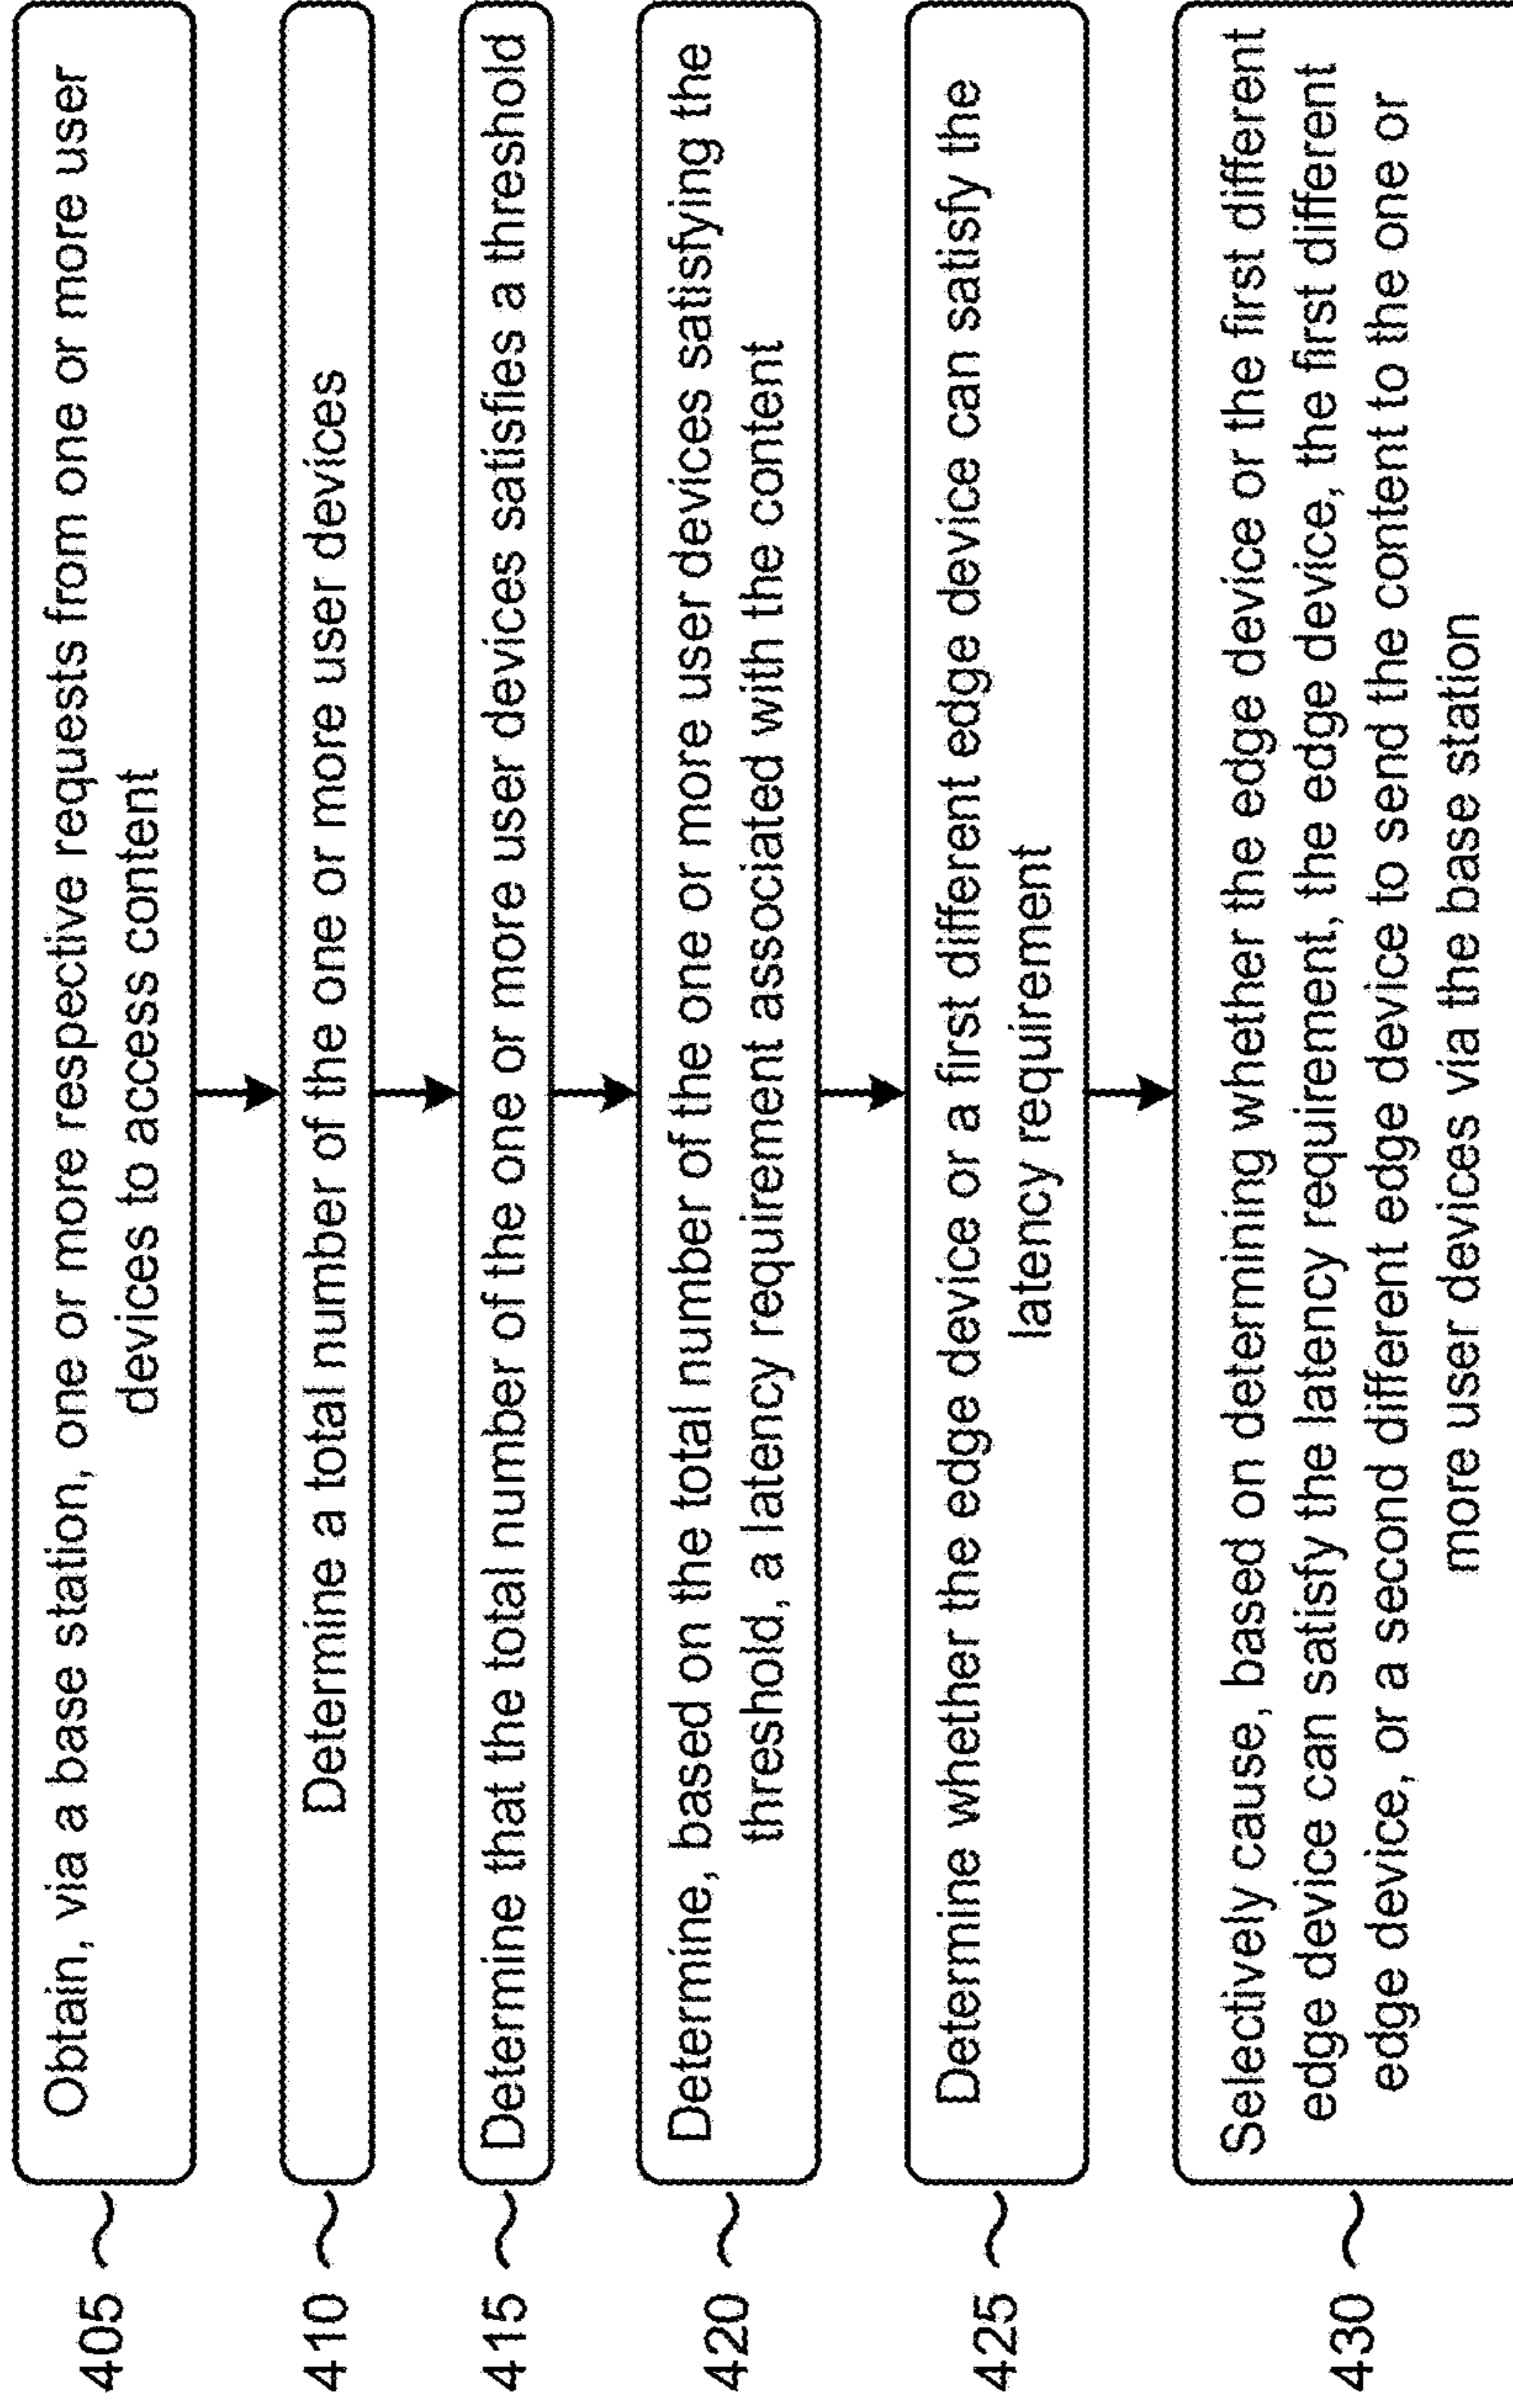 405
Obtain, via a base station, one or more respective requests from one or more user
devices to access content
410
Determine a total number of the one or more user devices
415
Determine that the total number of the one or more user devices satisfies a threshold
420
Determine, based on the total number of the one or more user devices satisfying the
threshold, a latency requirement associated with the content
425
Determine whether the edge device or a first different edge device can satisfy the
latency requirement
430
Selectively cause, based on determining whether the edge device or the first different
edge device can satisfy the latency requirement, the edge device, the first different
edge device, or a second different edge device to send the content to the one or
more user devices via the base station